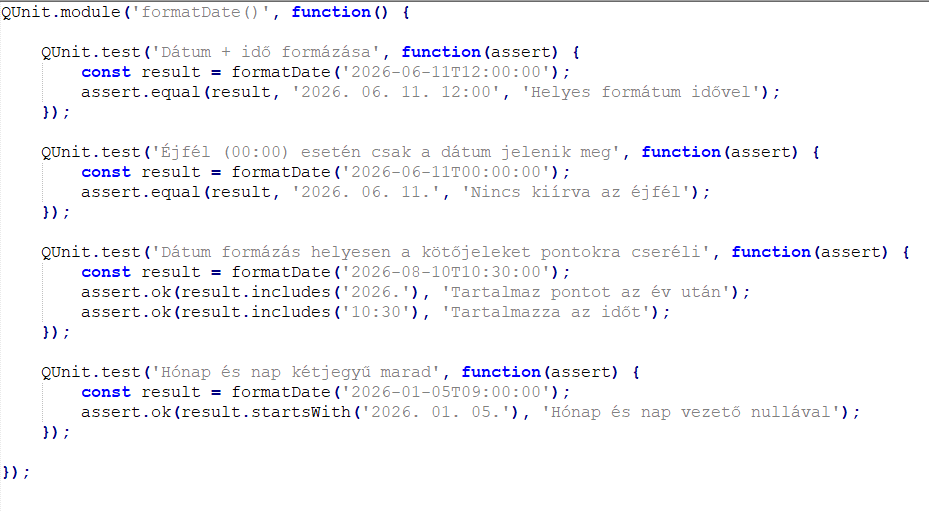 QUnit.module('formatDate()', function() {
QUnit.test('Dátum + idő formázása', function(assert) {
const result = formatDate('2026-06-11T12:00:00');
assert.equal(result, '2026. 06. 11. 12:00', 'Helyes formátum idővel');
});
QUnit.test('Éjfél (00:00) esetén csak a dátum jelenik meg', function(assert) {
const result = formatDate('2026-06-11T00:00:00');
assert.equal(result, '2026. 06. 11.', 'Nincs kiírva az éjfél');
});
QUnit.test('Dátum formázás helyesen a kötőjeleket pontokra cseréli', function(assert) {
const result = formatDate('2026-08-10T10:30:00');
assert.ok(result.includes('2026.'), 'Tartalmaz pontot az év után');
assert.ok(result.includes('10:30'), 'Tartalmazza az időt');
});
QUnit.test('Hónap és nap kétjegyű marad', function(assert) {
const result = formatDate('2026-01-05T09:00:00');
assert.ok(result.startsWith('2026. 01. 05.'), 'Hónap és nap vezető nullával');
});
});